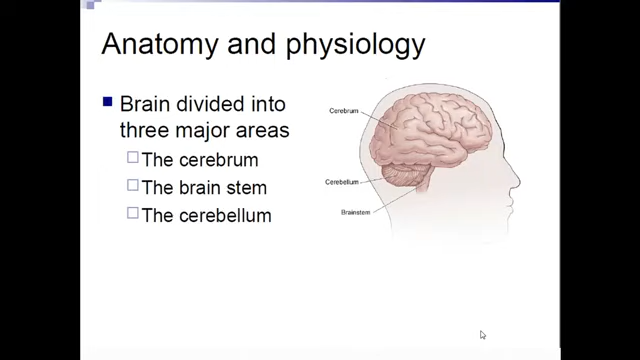 Anatomy and physiology
Brain divided into
three major areas
The cerebrum
The brain stem
The cerebellum
Cerebrum
Cerebellum
Brainstem